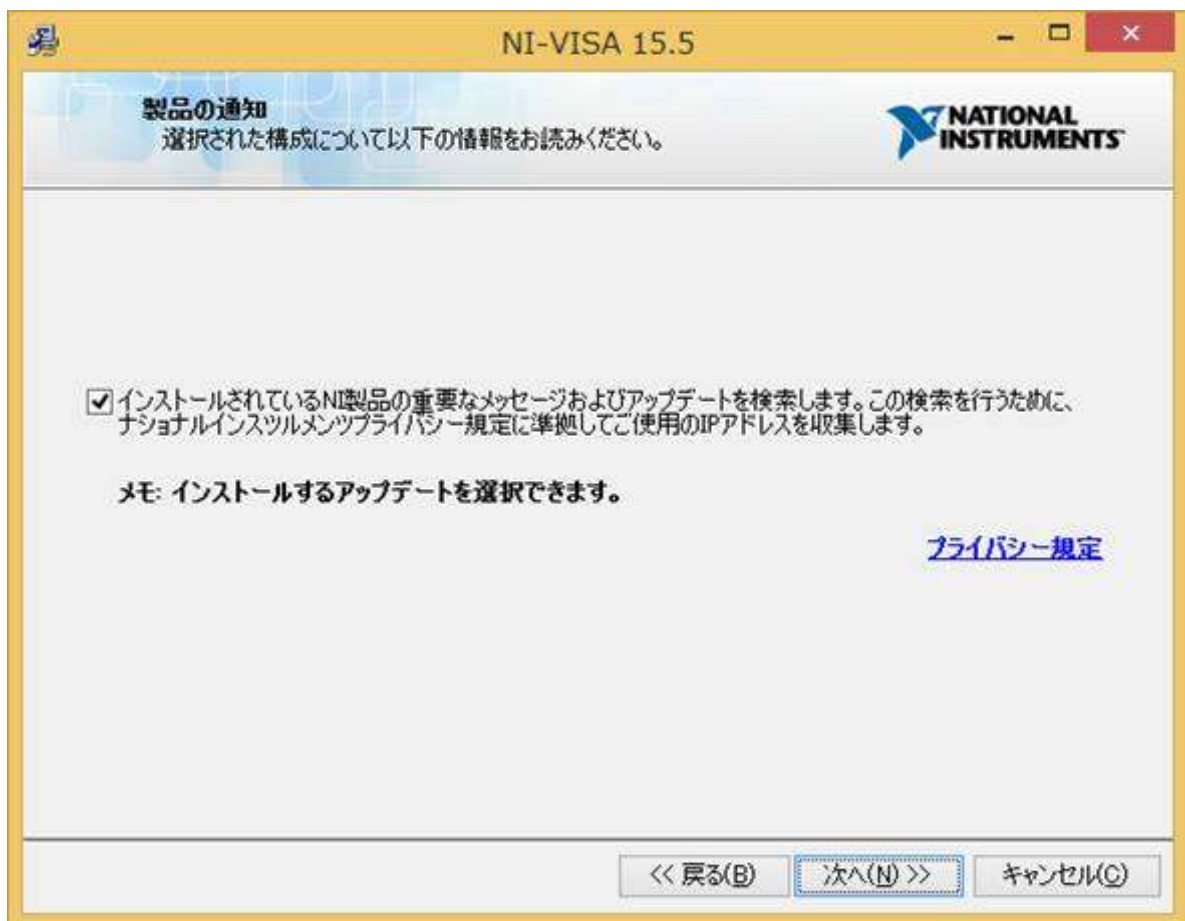 NI-VISA 15.5
製品の通知
選択された構成について以下の情報をお読みください。
NATIONAL
INSTRUMENTS
インストールされているNI製品の重要なメッセージおよびアップデートを検索します。この検索を行うために、
ナショナルインスツルメンツプライバシー規定に準拠してご使用のIPアドレスを収集します。
メモ: インストールするアップデートを選択できます。
プライバシー規定
<< 戻る(B)
次へ(N) >>
キャンセル(C)